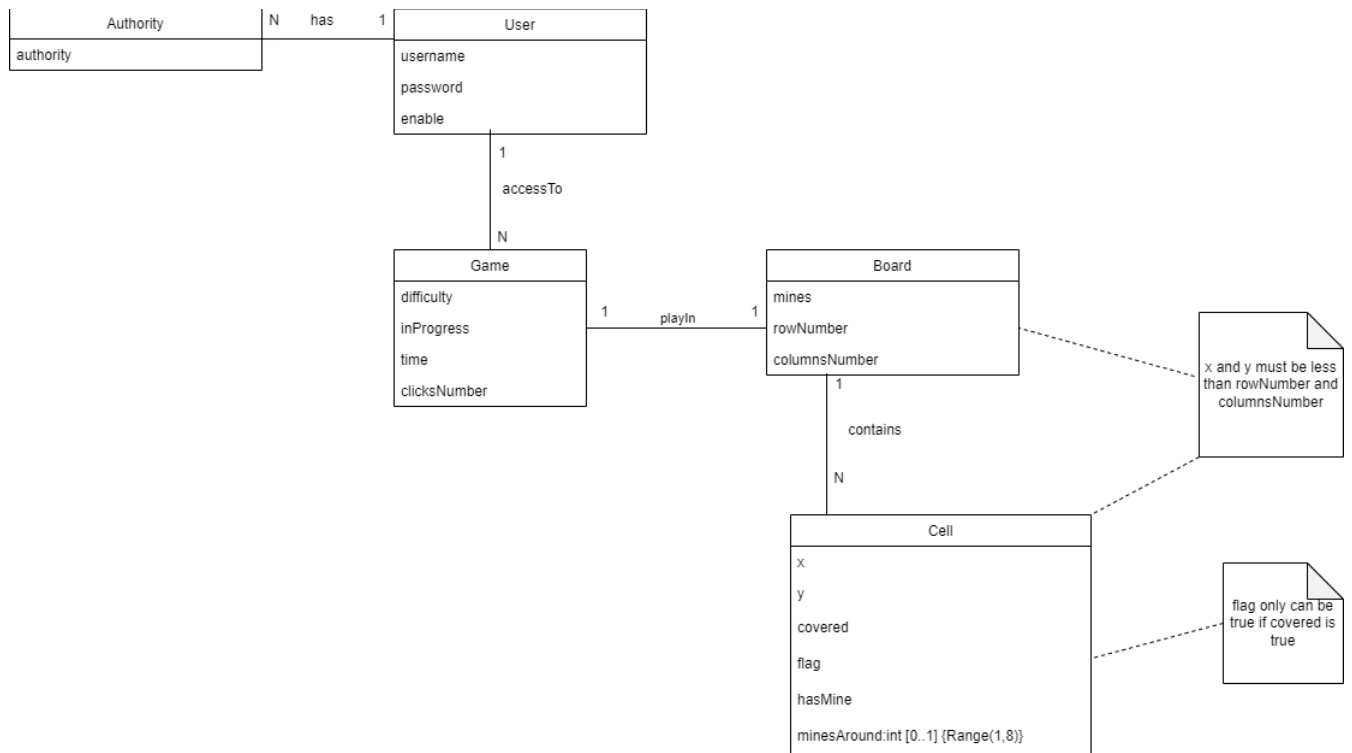 Authority
N has 1
User
authority
username
password
enable
1
accessTo
N
Game
difficulty
inProgress
time
clicksNumber
1 playIn 1
Board
mines
rowNumber
columnsNumber
x and y must be less
than rowNumber and
columnsNumber
1
contains
N
Cell
x
y
covered
flag
hasMine
minesAround:int [0..1] {Range(1,8)}
flag only can be
true if covered is
true